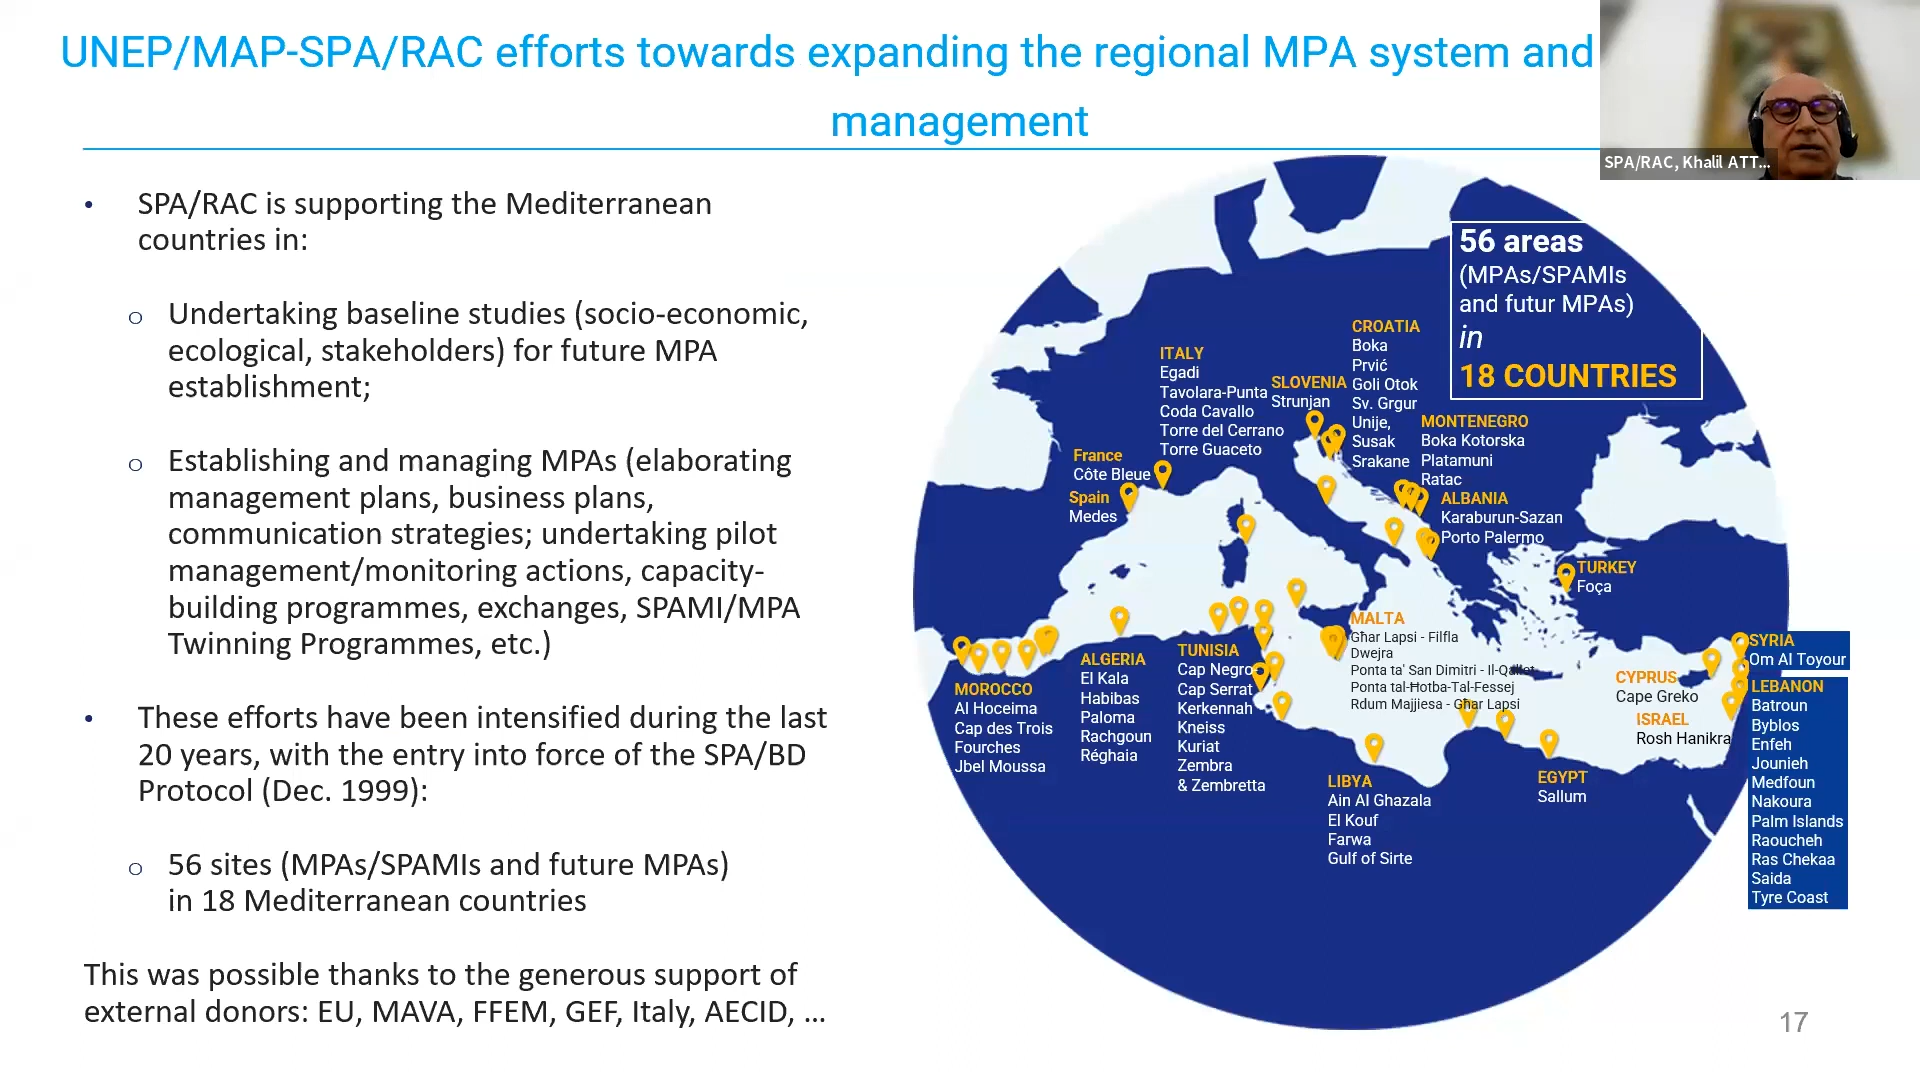 UNEP/MAP-SPA/RAC efforts towards expanding the regional MPA system and
management
SPA/RAC, Khalil ATT...
• SPA/RAC is supporting the Mediterranean
countries in:
o Undertaking baseline studies (socio-economic,
ecological, stakeholders) for future MPA
establishment;
o Establishing and managing MPAs (elaborating
management plans, business plans,
communication strategies; undertaking pilot
management/monitoring actions, capacity-
building programmes, exchanges, SPAMI/MPA
Twinning Programmes, etc.)
• These efforts have been intensified during the last
20 years, with the entry into force of the SPA/BD
Protocol (Dec. 1999):
o 56 sites (MPAs/SPAMIs and future MPAs)
in 18 Mediterranean countries
This was possible thanks to the generous support of
external donors: EU, MAVA, FFEM, GEF, Italy, AECID, ...
56 areas
(MPAs/SPAMIs
and futur MPAs)
in
18 COUNTRIES
France
Côte Bleue
Spain
Medes
ITALY
Egadi
Tavolara-Punta
Coda Cavallo
Torre del Cerrano
Torre Guaceto
SLOVENIA
Strunjan
CROATIA
Boka
Prvić
Goli Otok
Sv. Grgur
Unije,
Susak
Srakane
MONTENEGRO
Boka Kotorska
Platamuni
Ratac
ALBANIA
Karaburun-Sazan
Porto Palermo
TURKEY
Foça
MOROCCO
Al Hoceima
Cap des Trois
Fourches
Jbel Moussa
ALGERIA
El Kala
Habibas
Paloma
Rachgoun
Réghaia
TUNISIA
Cap Negro
Cap Serrat
Kerkennah
Kneiss
Kuriat
Zembra
& Zembretta
MALTA
Għar Lapsi - Filfla
Dwejra
Ponta ta' San Dimitri - Il-Qaliet
Ponta tal-Ħotba-Tal-Fessej
Rdum Majjiesa - Għar Lapsi
LIBYA
Ain Al Ghazala
El Kouf
Farwa
Gulf of Sirte
EGYPT
Sallum
CYPRUS
Cape Greko
ISRAEL
Rosh Hanikra
SYRIA
Om Al Toyour
LEBANON
Batroun
Byblos
Enfeh
Jounieh
Medfoun
Nakoura
Palm Islands
Raoucheh
Ras Chekaa
Saida
Tyre Coast
17